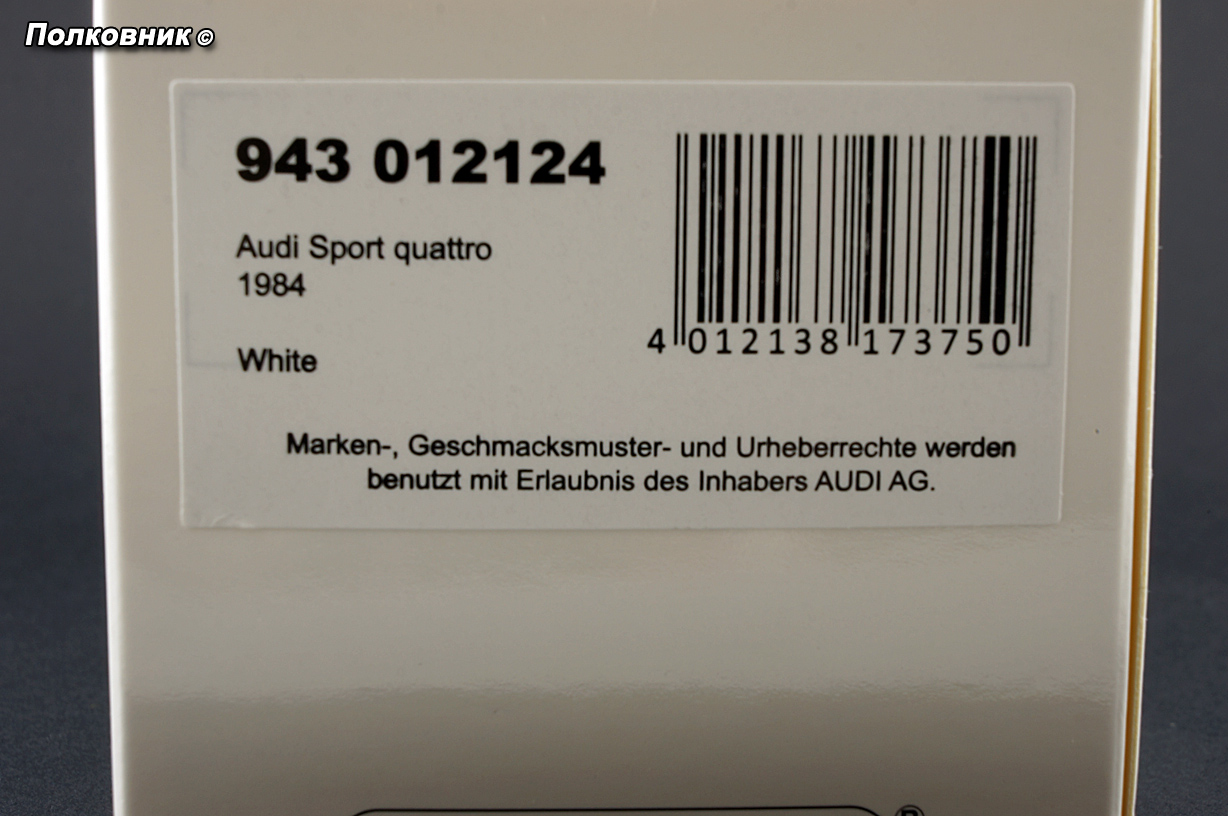 Полковник ©
943 012124
Audi Sport quattro
1984
White
4 012138 173750
Marken-, Geschmacksmuster- und Urheberrechte werden
benutzt mit Erlaubnis des Inhabers AUDI AG.
®